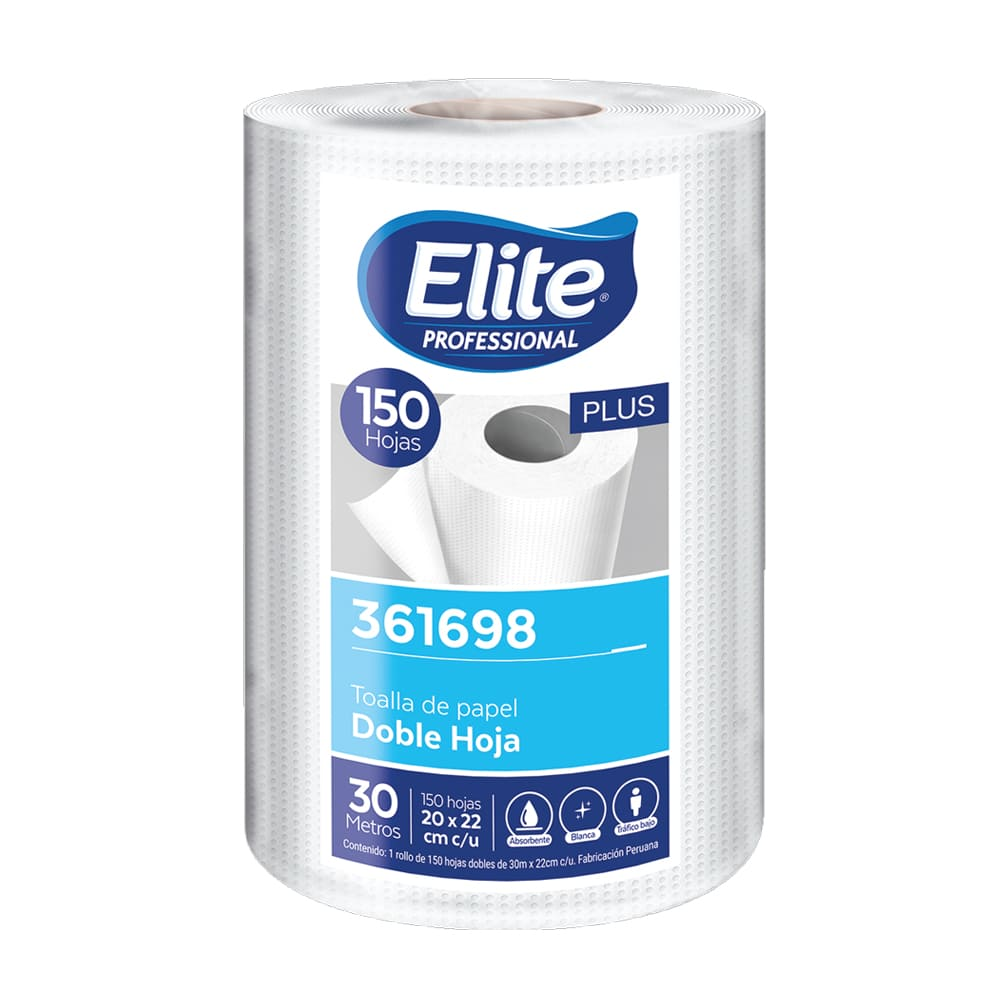 Elite®
PROFESSIONAL
150
Hojas
PLUS
361698
Toalla de papel
Doble Hoja
30
Metros
150 hojas
20 x 22
cm c/u
Absorbente
Blanca
Tráfico bajo
Contenido: 1 rollo de 150 hojas dobles de 30m x 22cm c/u. Fabricación Peruana